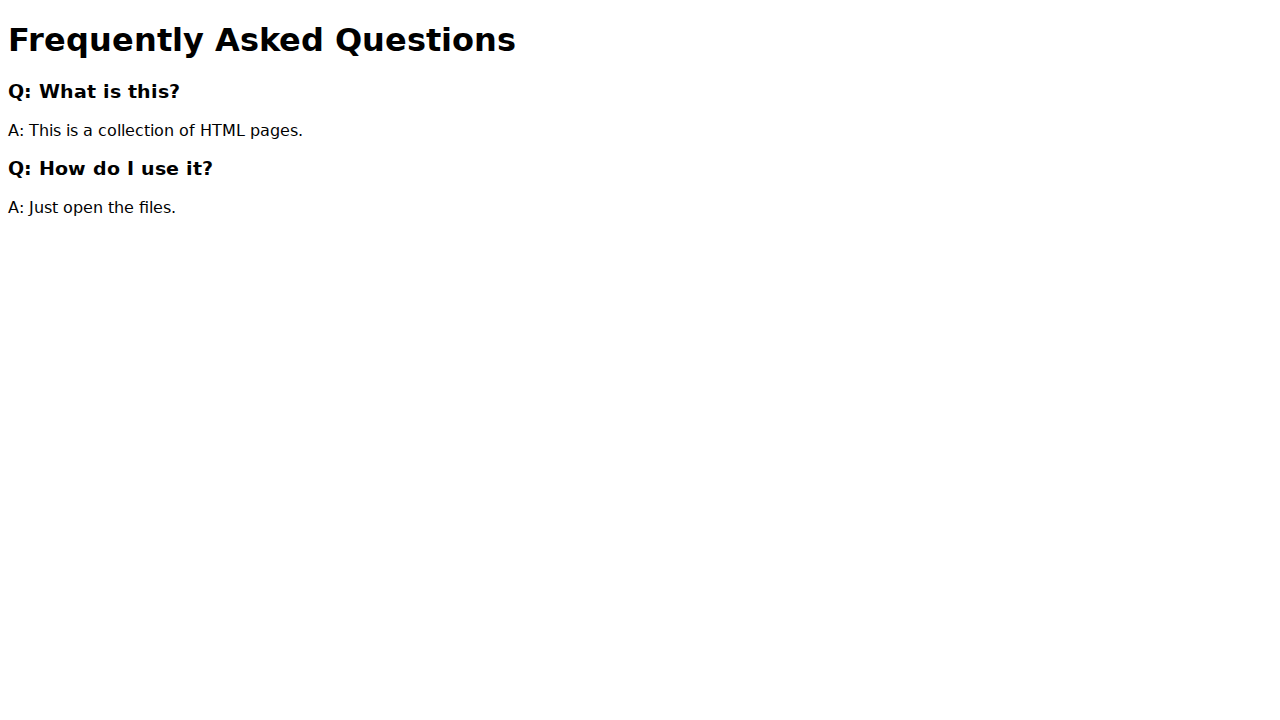 Frequently Asked Questions
Q: What is this?
A: This is a collection of HTML pages.
Q: How do I use it?
A: Just open the files.